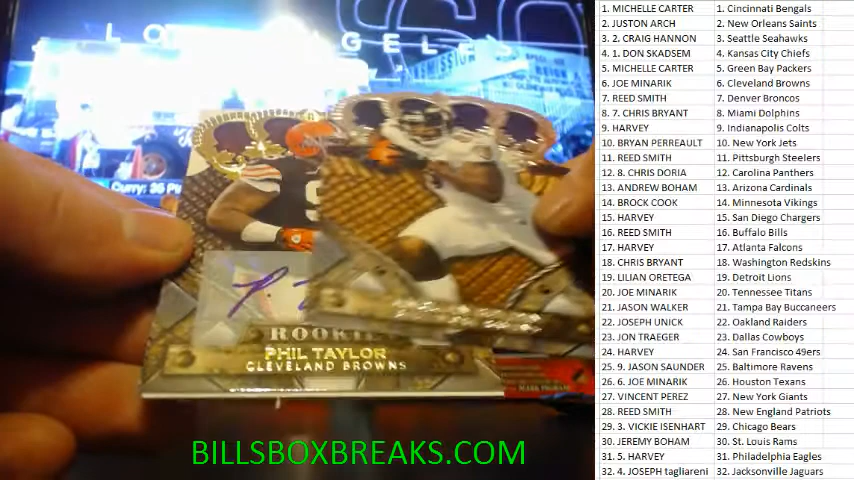 LOS ANGELES
Curry: 36 P
ROOKIE
PHIL TAYLOR
CLEVELAND BROWNS
MARK INGRAM
BILLSBOXBREAKS.COM
1. MICHELLE CARTER 1. Cincinnati Bengals
2. JUSTON ARCH 2. New Orleans Saints
3. 2. CRAIG HANNON 3. Seattle Seahawks
4. 1. DON SKADSEM 4. Kansas City Chiefs
5. MICHELLE CARTER 5. Green Bay Packers
6. JOE MINARIK 6. Cleveland Browns
7. REED SMITH 7. Denver Broncos
8. 7. CHRIS BRYANT 8. Miami Dolphins
9. HARVEY 9. Indianapolis Colts
10. BRYAN PERREAULT 10. New York Jets
11. REED SMITH 11. Pittsburgh Steelers
12. 8. CHRIS DORIA 12. Carolina Panthers
13. ANDREW BOHAM 13. Arizona Cardinals
14. BROCK COOK 14. Minnesota Vikings
15. HARVEY 15. San Diego Chargers
16. REED SMITH 16. Buffalo Bills
17. HARVEY 17. Atlanta Falcons
18. CHRIS BRYANT 18. Washington Redskins
19. LILIAN ORETEGA 19. Detroit Lions
20. JOE MINARIK 20. Tennessee Titans
21. JASON WALKER 21. Tampa Bay Buccaneers
22. JOSEPH UNICK 22. Oakland Raiders
23. JON TRAEGER 23. Dallas Cowboys
24. HARVEY 24. San Francisco 49ers
25. 9. JASON SAUNDER 25. Baltimore Ravens
26. 6. JOE MINARIK 26. Houston Texans
27. VINCENT PEREZ 27. New York Giants
28. REED SMITH 28. New England Patriots
29. 3. VICKIE ISENHART 29. Chicago Bears
30. JEREMY BOHAM 30. St. Louis Rams
31. 5. HARVEY 31. Philadelphia Eagles
32. 4. JOSEPH tagliareni 32. Jacksonville Jaguars